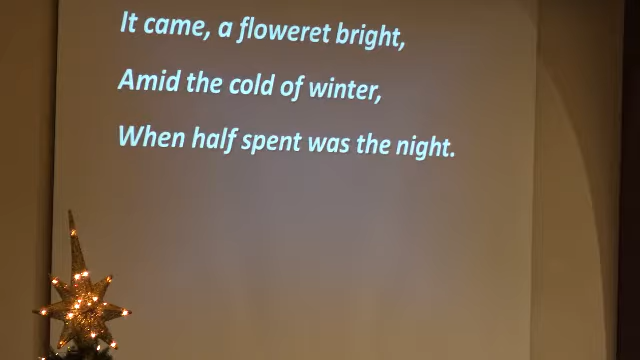 It came, a floweret bright,
Amid the cold of winter,
When half spent was the night.